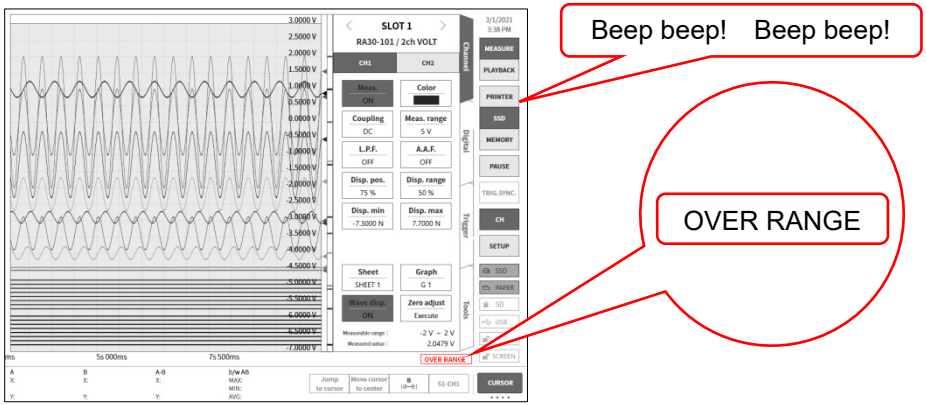 3.0000 V
2.5000 V
2.0000 V
1.5000 V
1.0000 V
0.5000 V
0.0000 V
-0.5000 V
-1.0000 V
-1.5000 V
-2.0000 V
-2.5000 V
-3.0000 V
-3.5000 V
-4.0000 V
-4.5000 V
-5.0000 V
-5.5000 V
-6.0000 V
-6.5000 V
-7.0000 V
ms 5s000ms 7s500ms
< SLOT 1 >
RA30-101 / 2ch VOLT
CH1 CH2
Meas. Color
ON
Coupling Meas. range
DC 5 V
L.P.F. A.A.F.
OFF OFF
Disp. pos. Disp. range
75 % 50 %
Disp. min Disp. max
-7.3000 N 7.7000 N
Sheet Graph
SHEET 1 G 1
Wave disp. Zero adjust
ON Execute
Measurable range : -2 V ~ 2 V
Measured value : 2.0479 V
OVER RANGE
Channel
Digital
Trigger
Tools
3/1/2021
3:38 PM
MEASURE
PLAYBACK
PRINTER
SSD
MEMORY
PAUSE
TRIG.SYNC.
CH
SETUP
SSD
PAPER
SD
USB
SCREEN
A B A-B b/w AB
X: X: X: MAX:
MIN:
Y: Y: Y: AVG:
Jump Move cursor B S1-CH1
to cursor to center
CURSOR
Beep beep! Beep beep!
OVER RANGE